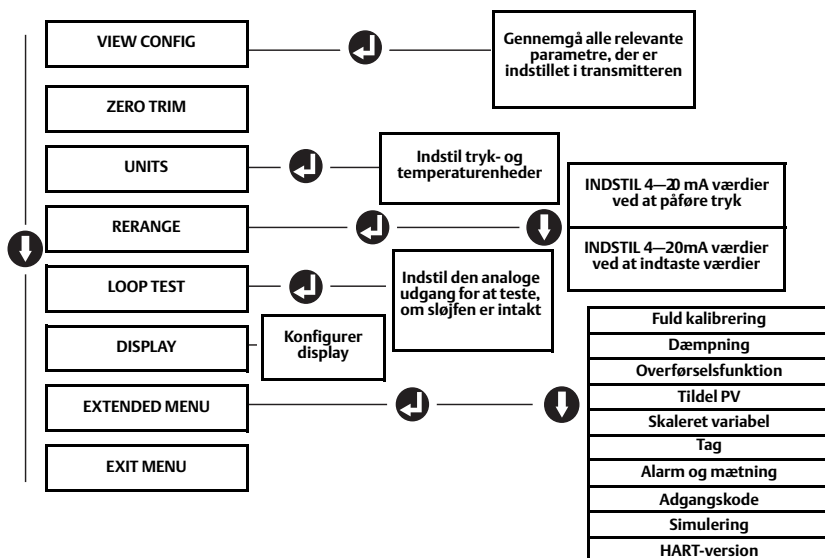 VIEW CONFIG
Gennemgå alle relevante
parametre, der er
indstillet i transmitteren
ZERO TRIM
UNITS
Indstil tryk- og
temperaturenheder
RERANGE
INDSTIL 4—20 mA værdier
ved at påføre tryk
INDSTIL 4—20mA værdier
ved at indtaste værdier
LOOP TEST
Indstil den analoge
udgang for at teste,
om sløjfen er intakt
DISPLAY
Konfigurer
display
EXTENDED MENU
Fuld kalibrering
Dæmpning
Overførselsfunktion
Tildel PV
Skaleret variabel
Tag
Alarm og mætning
Adgangskode
Simulering
HART-version
EXIT MENU